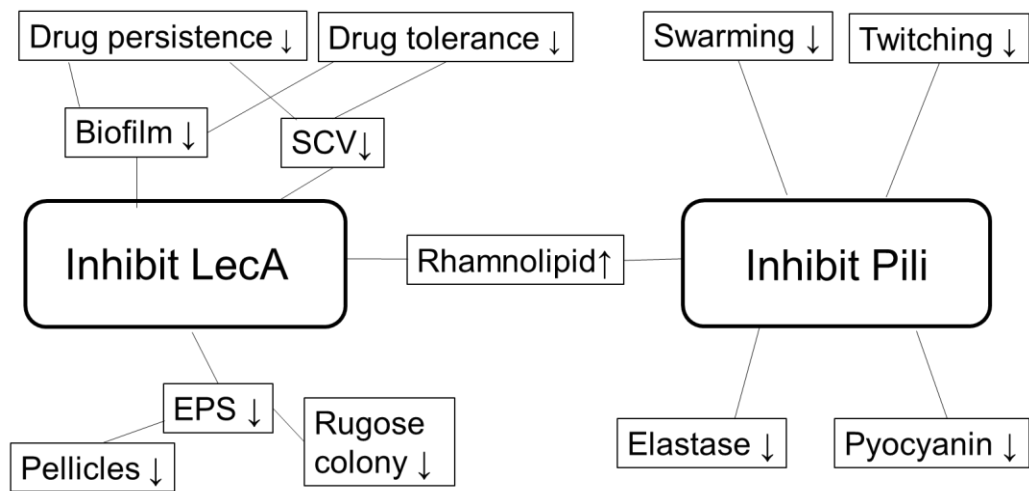 Drug persistence ↓
Drug tolerance ↓
Swarming ↓
Twitching ↓
Biofilm ↓
SCV↓
Inhibit LecA
Rhamnolipid↑
Inhibit Pili
EPS ↓
Rugose
colony ↓
Pellicles ↓
Elastase ↓
Pyocyanin ↓